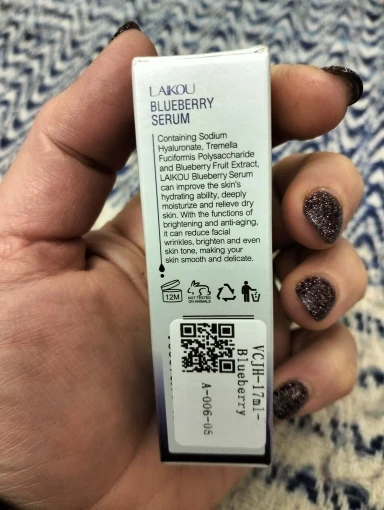 LAIKOU
BLUEBERRY
SERUM
Containing Sodium
Hyaluronate, Tremella
Fuciformis Polysaccharide
and Blueberry Fruit Extract,
LAIKOU Blueberry Serum
can improve the skin's
hydrating ability, deeply
moisturize and relieve dry
skin. With the functions of
brightening and anti-aging,
it can reduce facial
wrinkles, brighten and even
skin tone, making your
skin smooth and delicate.
12M
NOT TESTED
ON ANIMALS
VCJH-17ml-
Blueberry
A-006-05